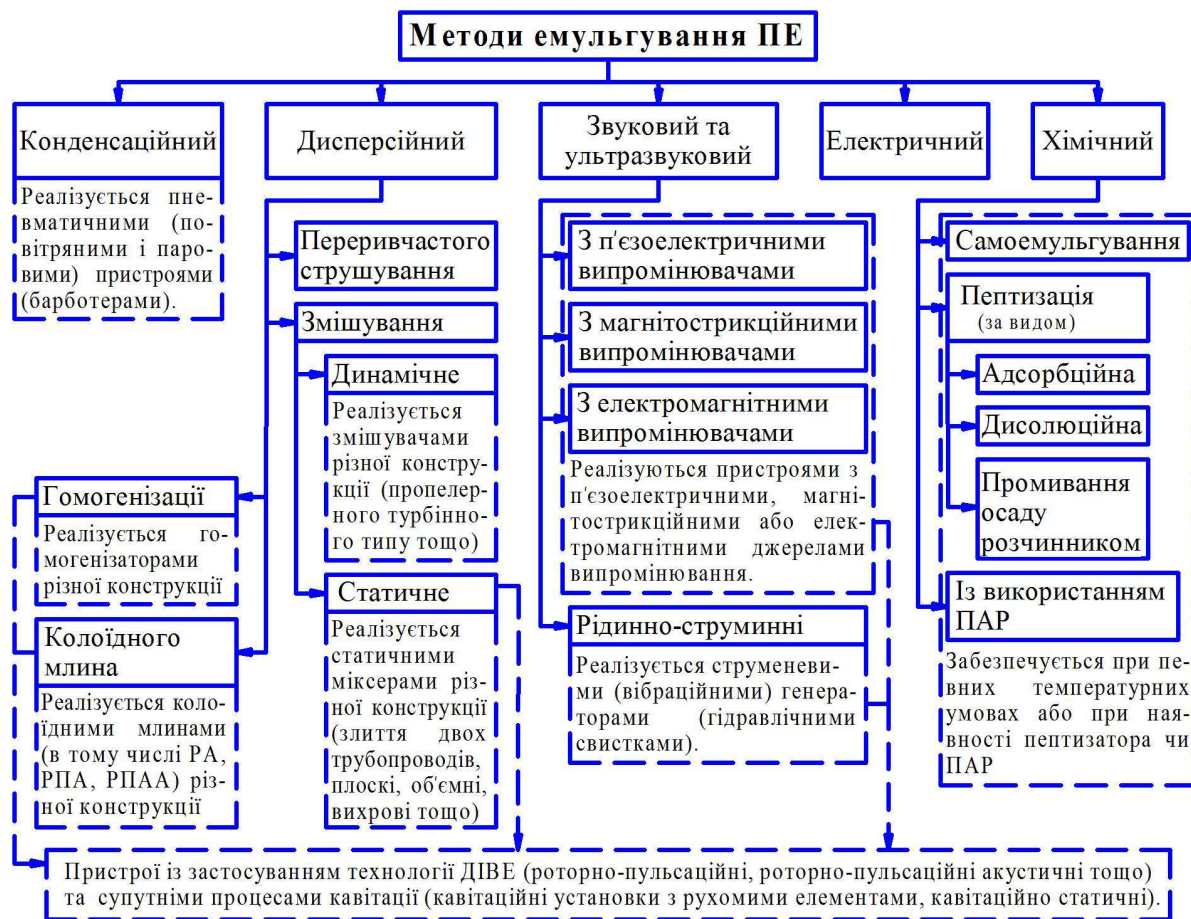 Методи емульгування ПЕ
Конденсаційний
Реалізується пне-
вматичними (по-
вітряними і паро-
вими) пристроями
(барботерами).
Дисперсійний
Переривчастого
струшування
Змішування
Динамічне
Реалізується
змішувачами
різної констру-
кції (пропелер-
ного турбінно-
го типу тощо)
Статичне
Реалізується
статичними
міксерами різ-
ної конструкції
(злиття двох
трубопроводів,
плоскі, об'ємні,
вихрові тощо)
Гомогенізації
Реалізується го-
могенізаторами
різної конструкції
Колоїдного
млина
Реалізується коло-
їдними млинами
(в тому числі РА,
РПА, РПАА) різ-
ної конструкції
Звуковий та
ультразвуковий
З п'єзоелектричними
випромінювачами
З магнітострикційними
випромінювачами
З електромагнітними
випромінювачами
Реалізуються пристроями з
п'єзоелектричними, магні-
тострикційними або елек-
тромагнітними джерелами
випромінювання.
Рідинно-струминні
Реалізується струменеви-
ми (вібраційними) генера-
торами (гідравлічними
свистками).
Електричний
Хімічний
Самоемульгування
Пептизація
(за видом)
Адсорбційна
Дисолюційна
Промивання
осаду
розчинником
Із використанням
ПАР
Забезпечується при пе-
вних температурних
умовах або при ная-
вності пептизатора чи
ПАР
Пристрої із застосуванням технології ДІВЕ (роторно-пульсаційні, роторно-пульсаційні акустичні тощо)
та супутніми процесами кавітації (кавітаційні установки з рухомими елементами, кавітаційно статичні).